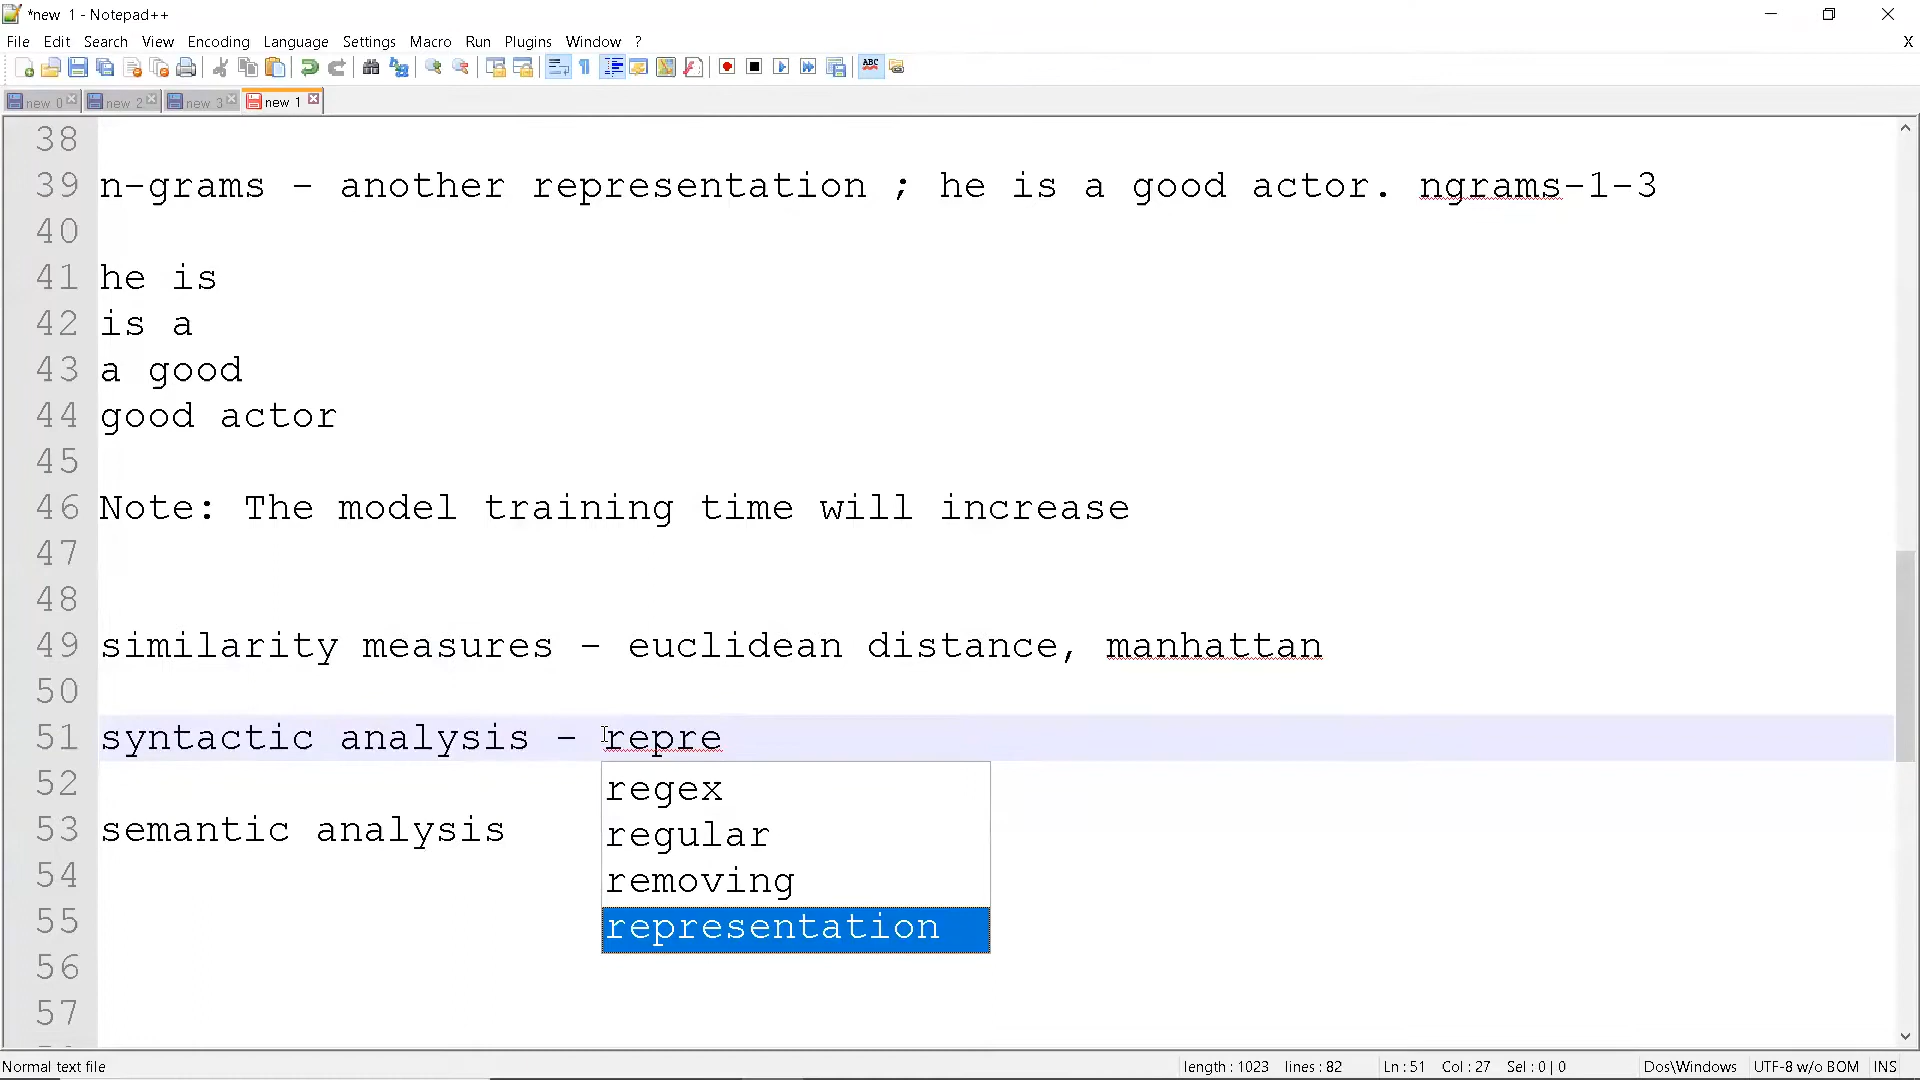 *new 1 - Notepad++
File Edit Search View Encoding Language Settings Macro Run Plugins Window ?
X
ABC
new 0 new 2 new 3 new 1
38
39 n-grams - another representation ; he is a good actor. ngrams-1-3
40
41 he is
42 is a
43 a good
44 good actor
45
46 Note: The model training time will increase
47
48
49 similarity measures - euclidean distance, manhattan
50
51 syntactic analysis - repre
regex
52
regular
53 semantic analysis
removing
54
representation
55
56
57
Normal text file length : 1023 lines : 82 Ln : 51 Col : 27 Sel : 0 | 0 Dos\Windows UTF-8 w/o BOM INS